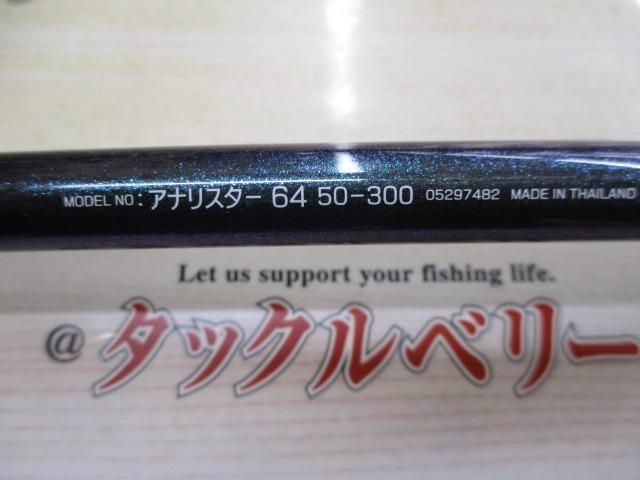 MODEL NO: アナリスター 64 50-300 05297482 MADE IN THAILAND
Let us support your fishing life.
@タックルベリー